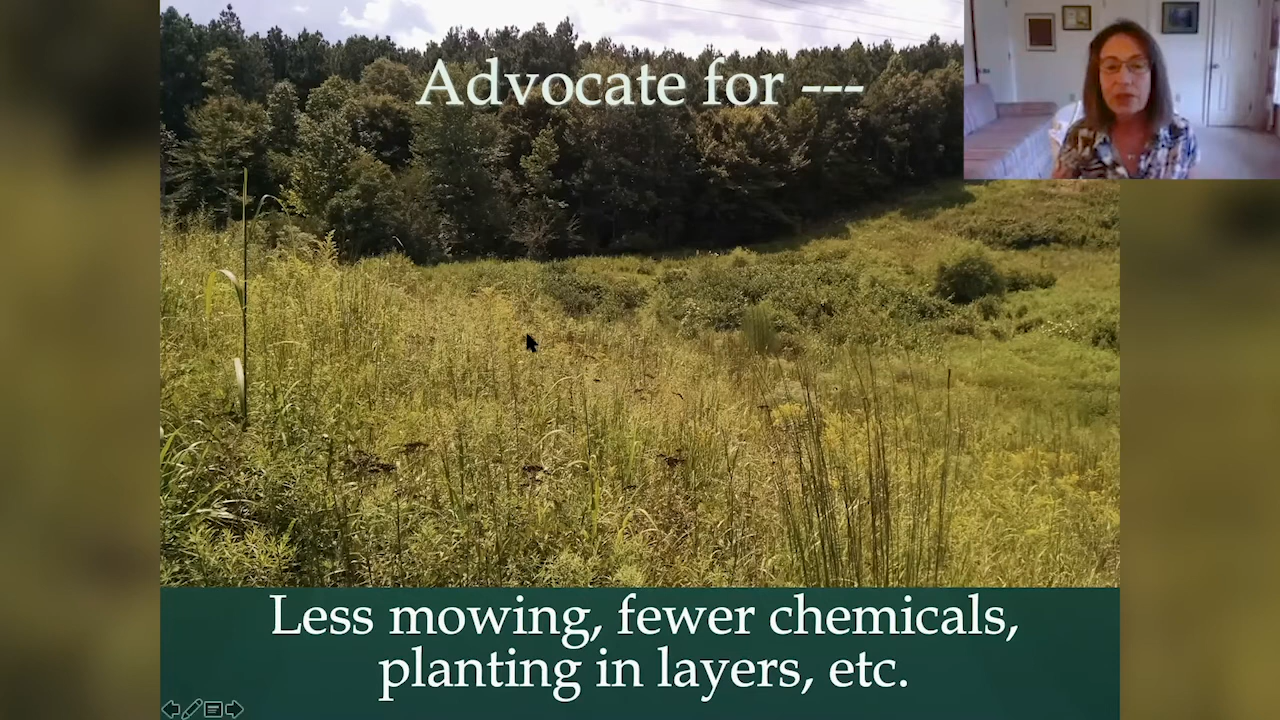 Advocate for ---
Less mowing, fewer chemicals,
planting in layers, etc.